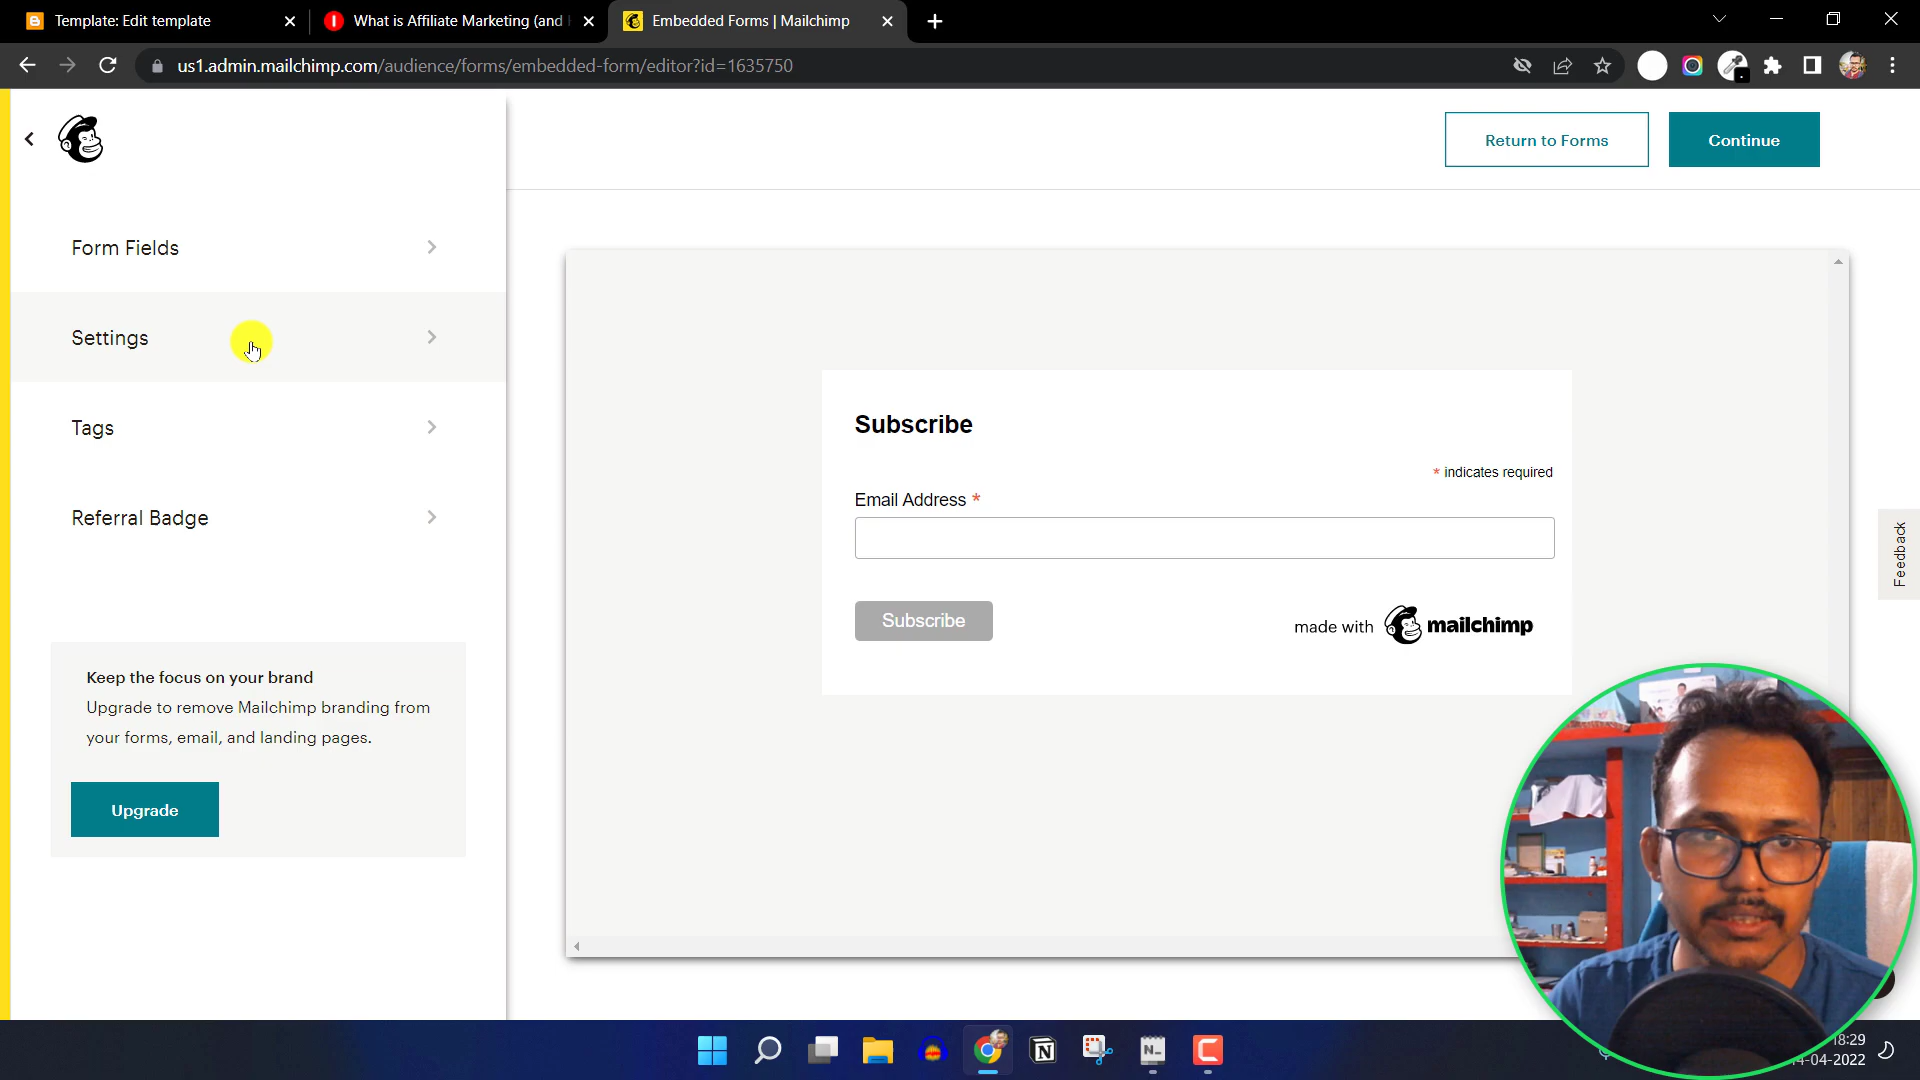 Template: Edit template
What is Affiliate Marketing (and
Embedded Forms | Mailchimp
us1.admin.mailchimp.com/audience/forms/embedded-form/editor?id=1635750
Return to Forms
Continue
Form Fields
Settings
Tags
Referral Badge
Keep the focus on your brand
Upgrade to remove Mailchimp branding from
your forms, email, and landing pages.
Upgrade
Subscribe
* indicates required
Email Address *
Subscribe
made with mailchimp
Feedback
18:29
14-04-2022